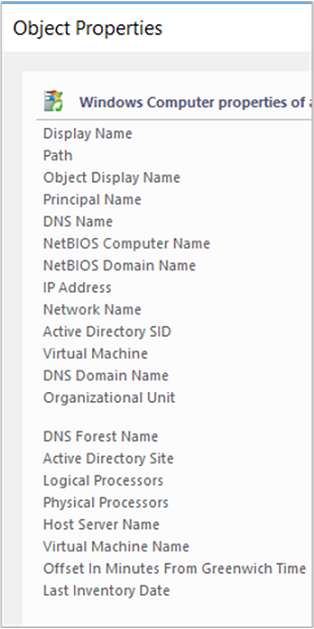 Object Properties
Windows Computer properties of
Display Name
Path
Object Display Name
Principal Name
DNS Name
NetBIOS Computer Name
NetBIOS Domain Name
IP Address
Network Name
Active Directory SID
Virtual Machine
DNS Domain Name
Organizational Unit
DNS Forest Name
Active Directory Site
Logical Processors
Physical Processors
Host Server Name
Virtual Machine Name
Offset In Minutes From Greenwich Time
Last Inventory Date